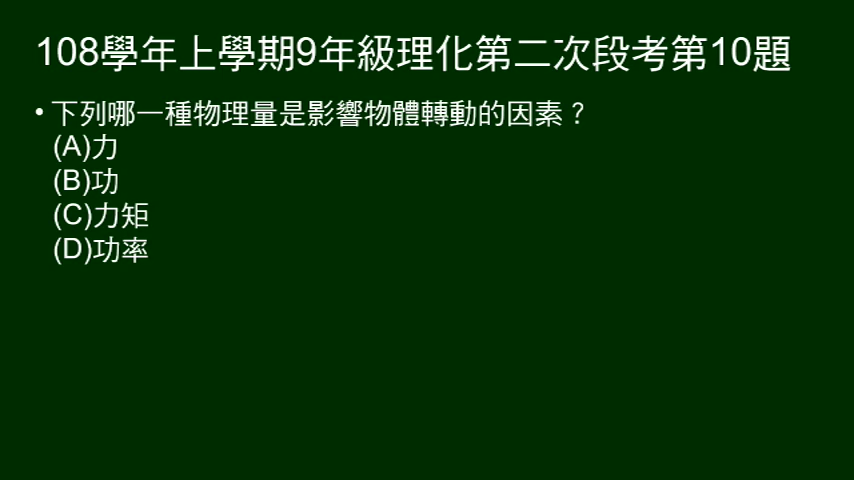 108學年上學期9年級理化第二次段考第10題
•下列哪一種物理量是影響物體轉動的因素？
(A)力
(B)功
(C)力矩
(D)功率